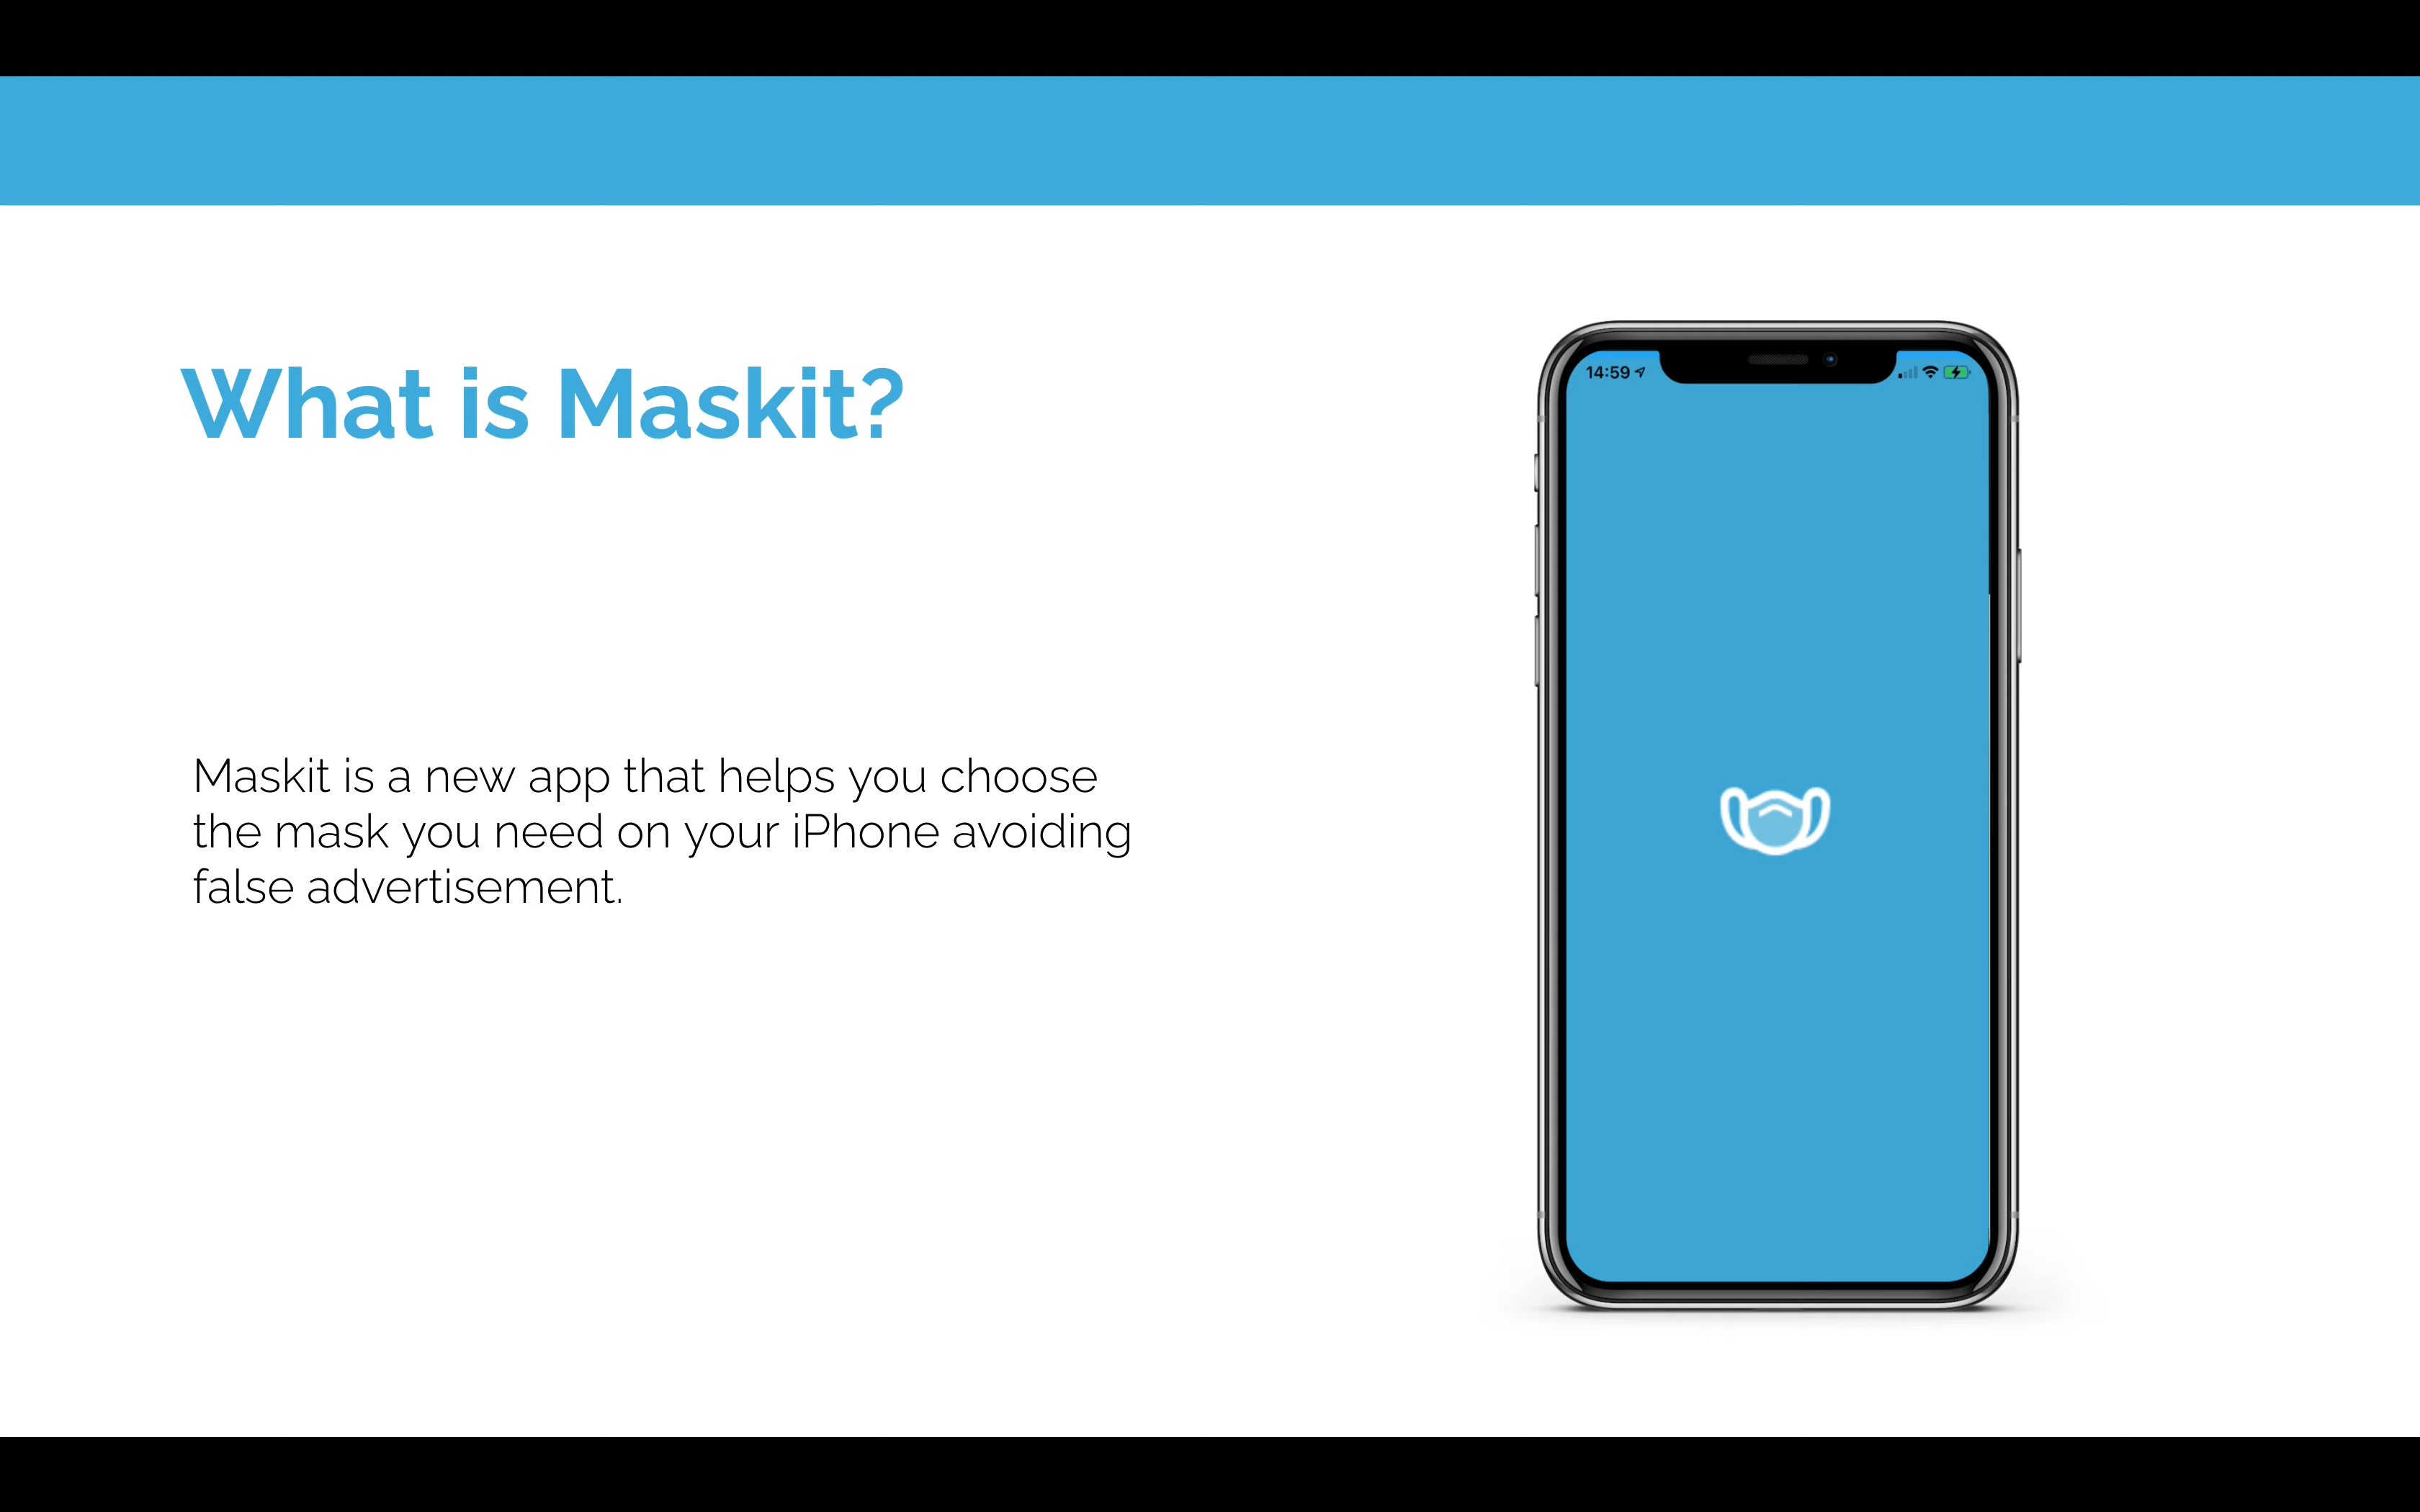 What is Maskit?
Maskit is a new app that helps you choose
the mask you need on your iPhone avoiding
false advertisement.
14:59